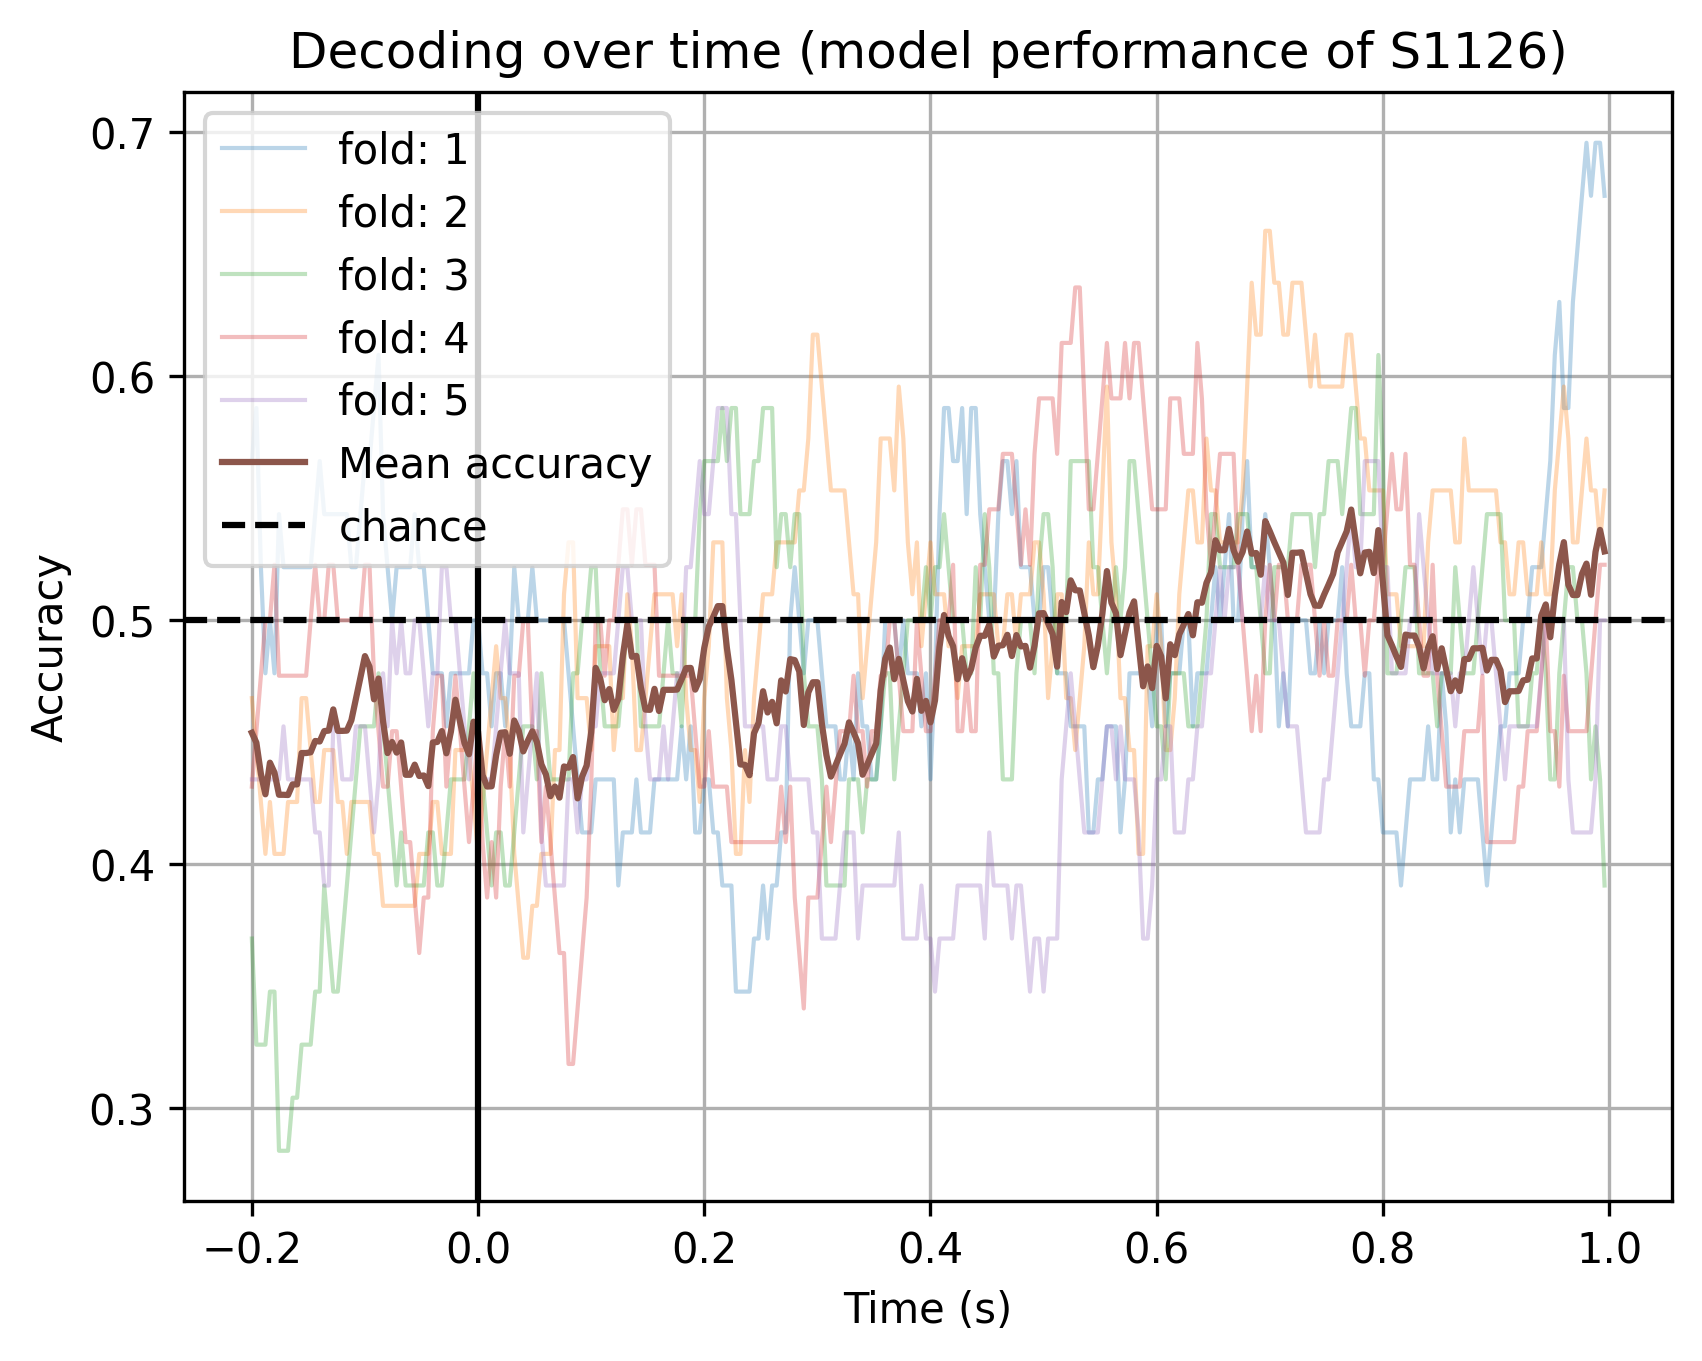 Decoding over time (model performance of S1126)
0.7
0.6
0.5
0.4
0.3
Accuracy
fold: 1
fold: 2
fold: 3
fold: 4
fold: 5
Mean accuracy
chance
−0.2 0.0 0.2 0.4 0.6 0.8 1.0
Time (s)